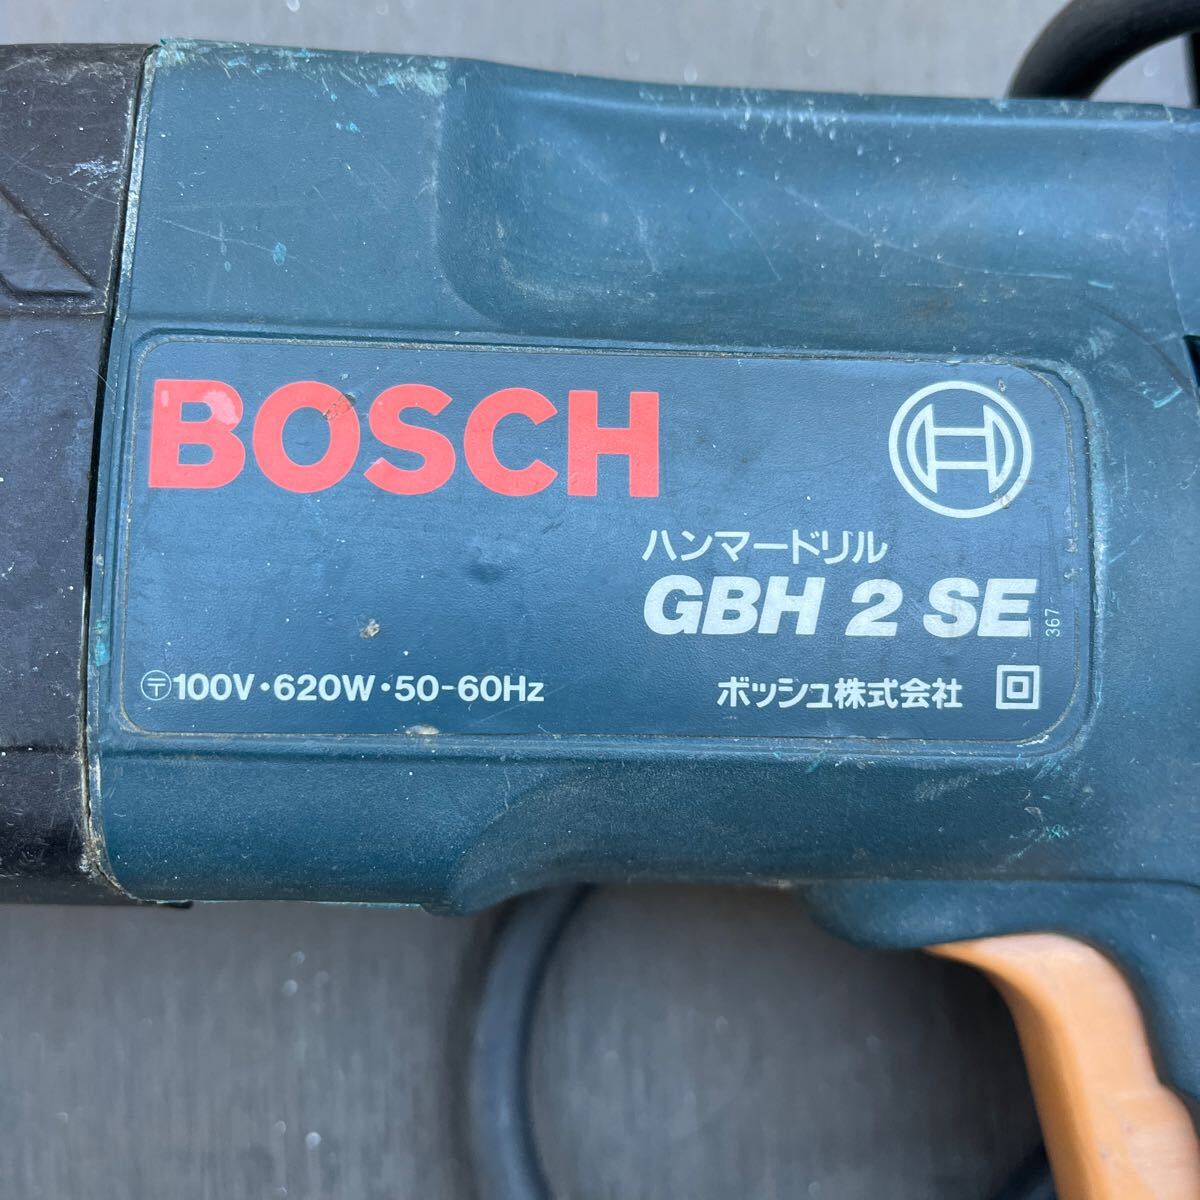 BOSCH
ハンマードリル
GBH 2 SE
367
〶100V・620W・50-60Hz
ボッシュ株式会社